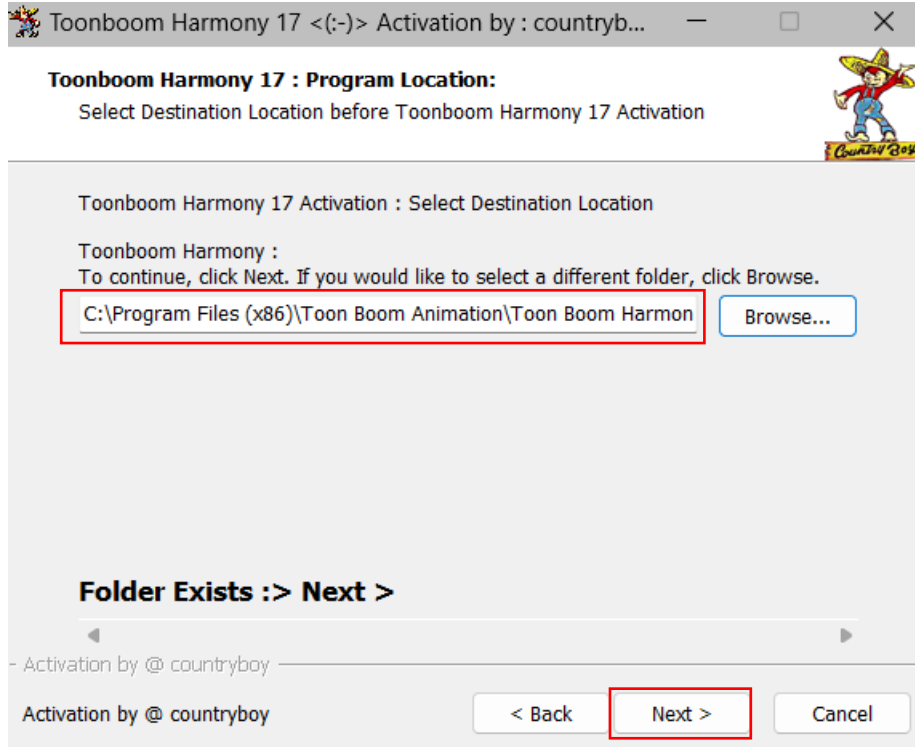 Toonboom Harmony 17 <(:-)> Activation by : countryb...
Toonboom Harmony 17 : Program Location:
Select Destination Location before Toonboom Harmony 17 Activation
Country Boy
Toonboom Harmony 17 Activation : Select Destination Location
Toonboom Harmony :
To continue, click Next. If you would like to select a different folder, click Browse.
C:\Program Files (x86)\Toon Boom Animation\Toon Boom Harmon
Browse...
Folder Exists :> Next >
Activation by @ countryboy
Activation by @ countryboy
< Back
Next >
Cancel